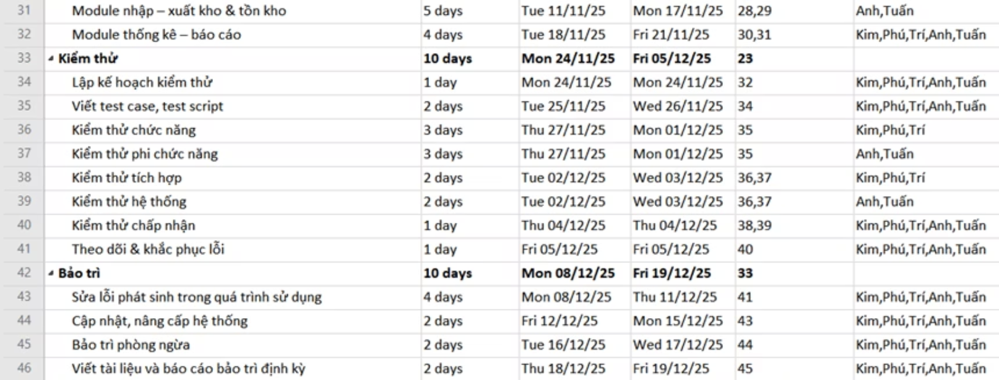 31 Module nhập – xuất kho & tồn kho 5 days Tue 11/11/25 Mon 17/11/25 28,29 Anh,Tuấn
32 Module thống kê – báo cáo 4 days Tue 18/11/25 Fri 21/11/25 30,31 Kim,Phú,Trí,Anh,Tuấn
33 Kiểm thử 10 days Mon 24/11/25 Fri 05/12/25 23
34 Lập kế hoạch kiểm thử 1 day Mon 24/11/25 Mon 24/11/25 32 Kim,Phú,Trí,Anh,Tuấn
35 Viết test case, test script 2 days Tue 25/11/25 Wed 26/11/25 34 Kim,Phú,Trí,Anh,Tuấn
36 Kiểm thử chức năng 3 days Thu 27/11/25 Mon 01/12/25 35 Kim,Phú,Trí
37 Kiểm thử phi chức năng 3 days Thu 27/11/25 Mon 01/12/25 35 Anh,Tuấn
38 Kiểm thử tích hợp 2 days Tue 02/12/25 Wed 03/12/25 36,37 Kim,Phú,Trí
39 Kiểm thử hệ thống 2 days Tue 02/12/25 Wed 03/12/25 36,37 Anh,Tuấn
40 Kiểm thử chấp nhận 1 day Thu 04/12/25 Thu 04/12/25 38,39 Kim,Phú,Trí,Anh,Tuấn
41 Theo dõi & khắc phục lỗi 1 day Fri 05/12/25 Fri 05/12/25 40 Kim,Phú,Trí,Anh,Tuấn
42 Bảo trì 10 days Mon 08/12/25 Fri 19/12/25 33
43 Sửa lỗi phát sinh trong quá trình sử dụng 4 days Mon 08/12/25 Thu 11/12/25 41 Kim,Phú,Trí,Anh,Tuấn
44 Cập nhật, nâng cấp hệ thống 2 days Fri 12/12/25 Mon 15/12/25 43 Kim,Phú,Trí,Anh,Tuấn
45 Bảo trì phòng ngừa 2 days Tue 16/12/25 Wed 17/12/25 44 Kim,Phú,Trí,Anh,Tuấn
46 Viết tài liệu và báo cáo bảo trì định kỳ 2 days Thu 18/12/25 Fri 19/12/25 45 Kim,Phú,Trí,Anh,Tuấn